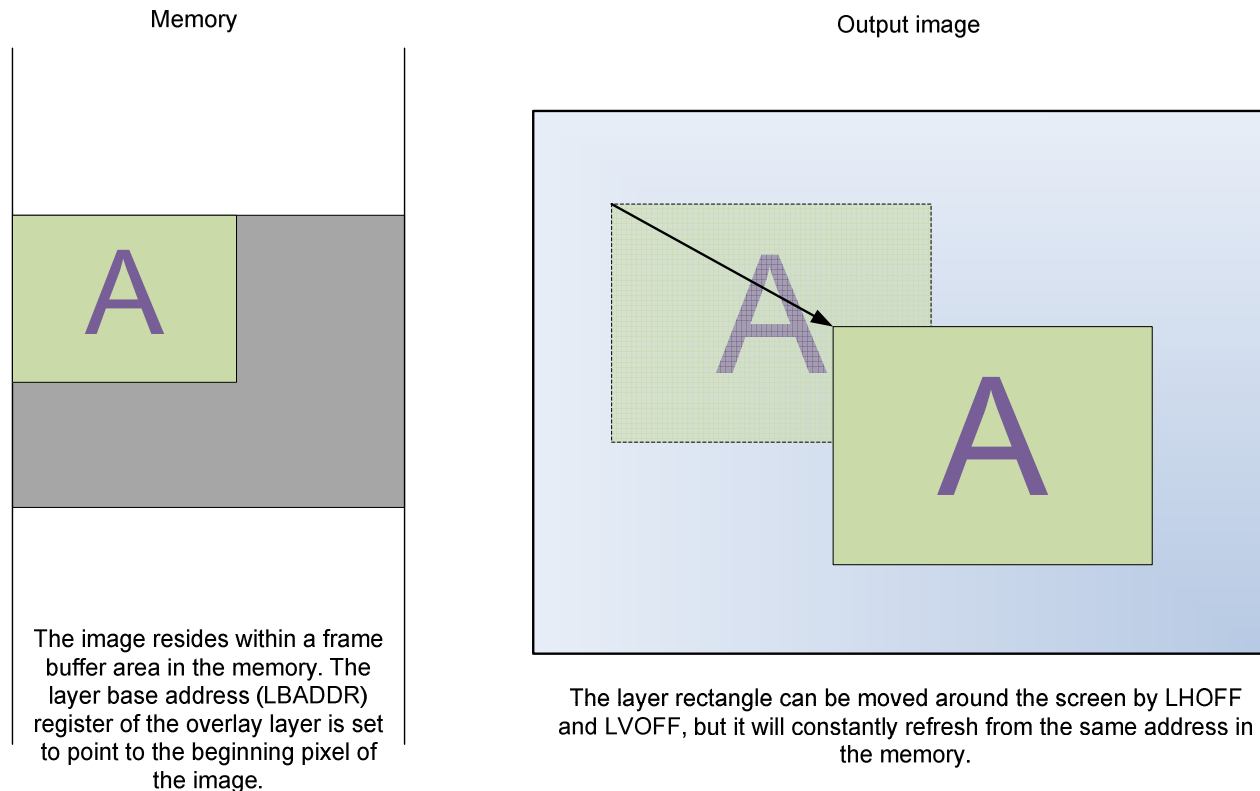 Memory
Output image
A
A
A
The image resides within a frame
buffer area in the memory. The
layer base address (LBADDR)
register of the overlay layer is set
to point to the beginning pixel of
the image.
The layer rectangle can be moved around the screen by LHOFF
and LVOFF, but it will constantly refresh from the same address in
the memory.